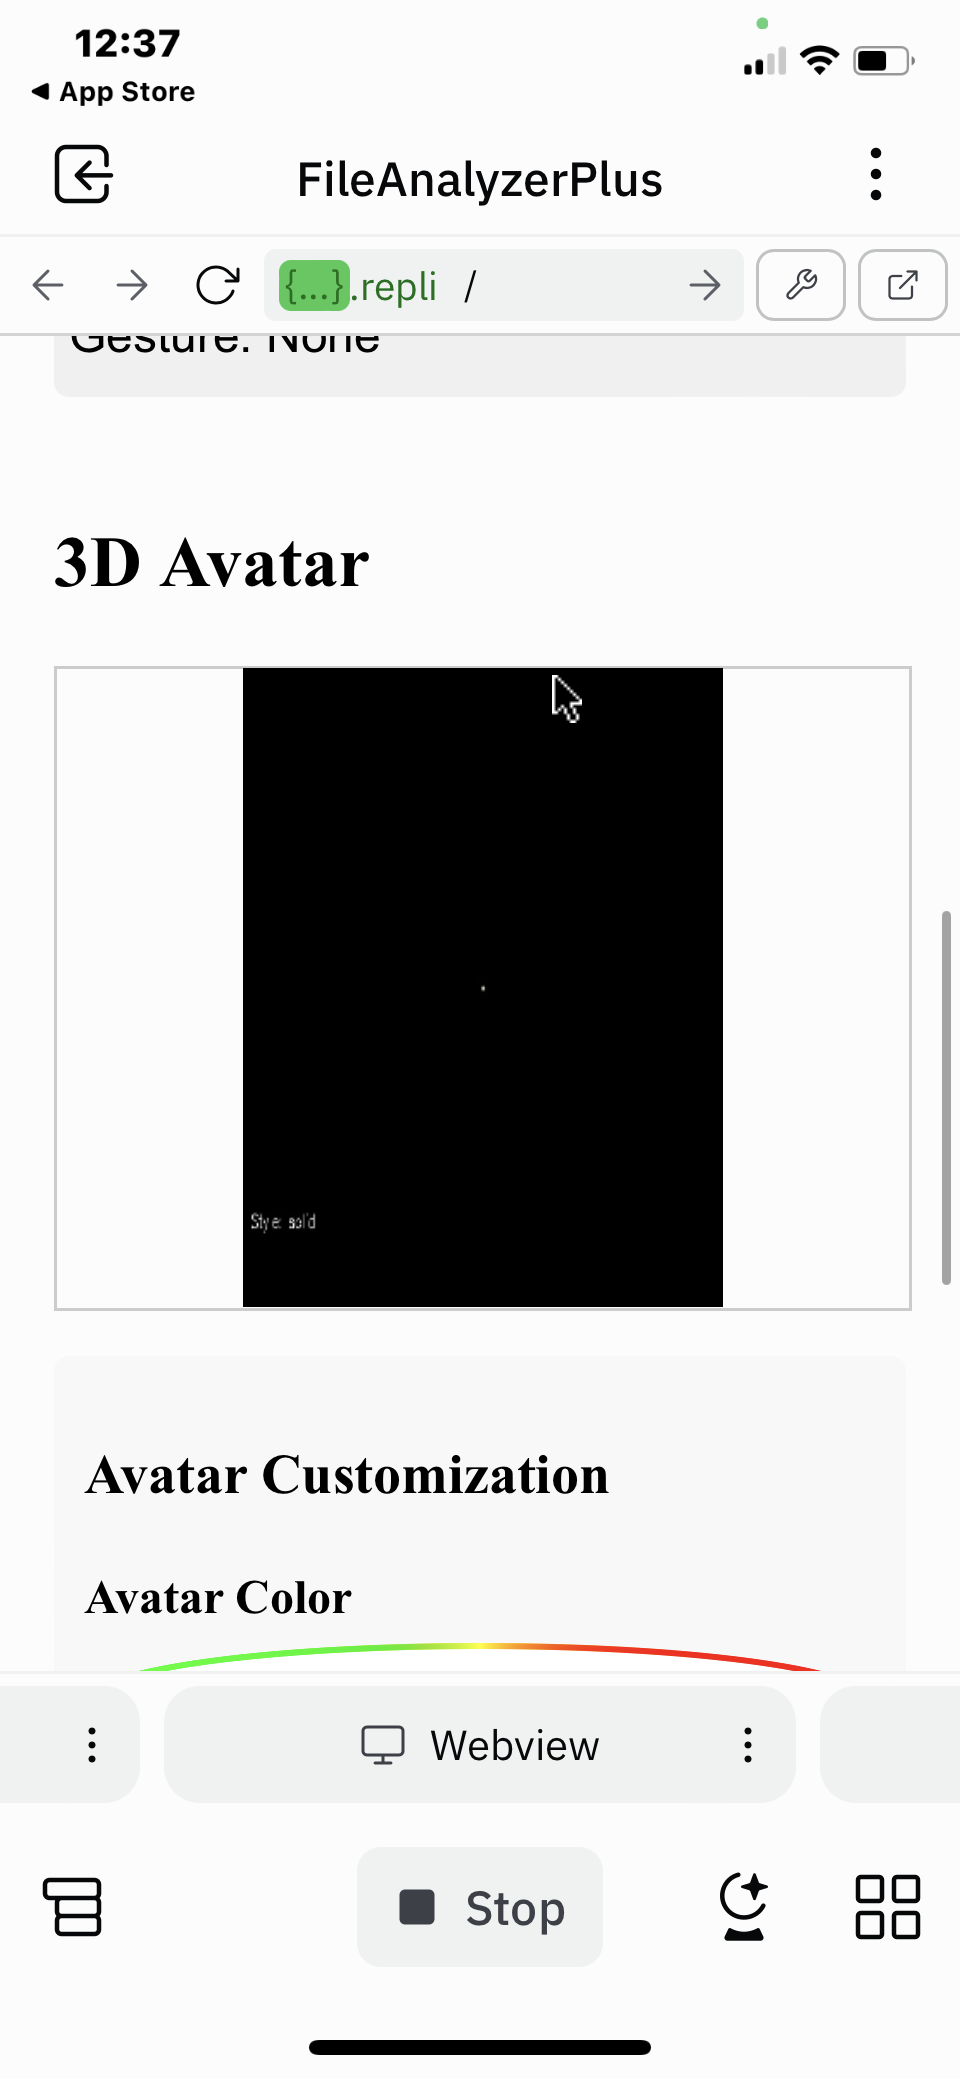 12:37
App Store
FileAnalyzerPlus
{...}.repli /
Gesture: None
3D Avatar
Style: solid
Avatar Customization
Avatar Color
Webview
Stop